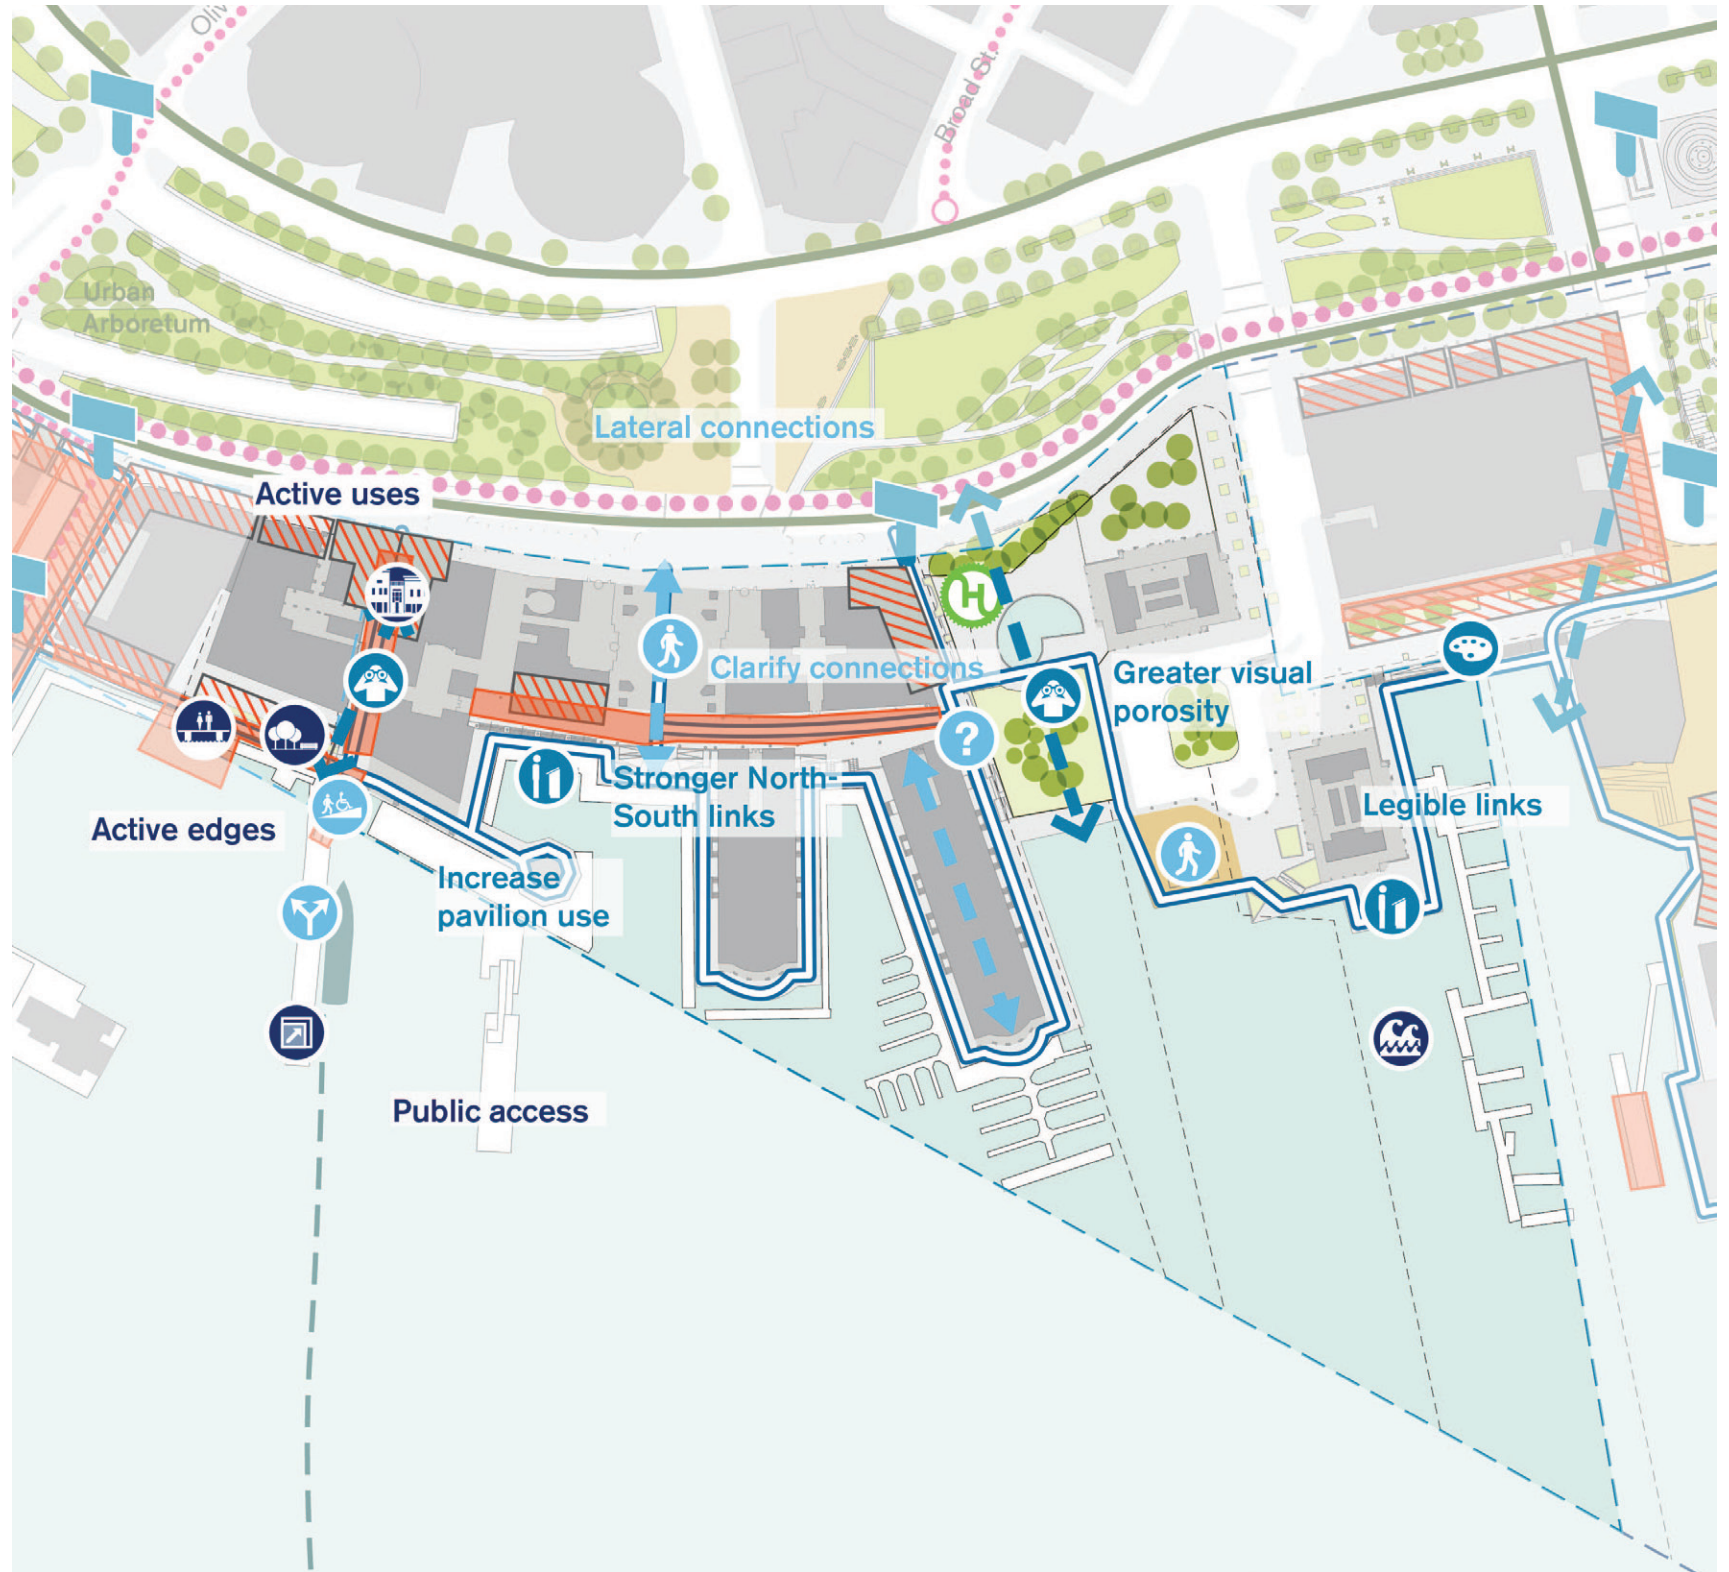 Oliv
Broad St.
Urban
Arboretum
Lateral connections
Active uses
H
Clarify connections
Greater visual
porosity
?
Stronger North-
South links
Legible links
Active edges
Increase
pavilion use
Public access